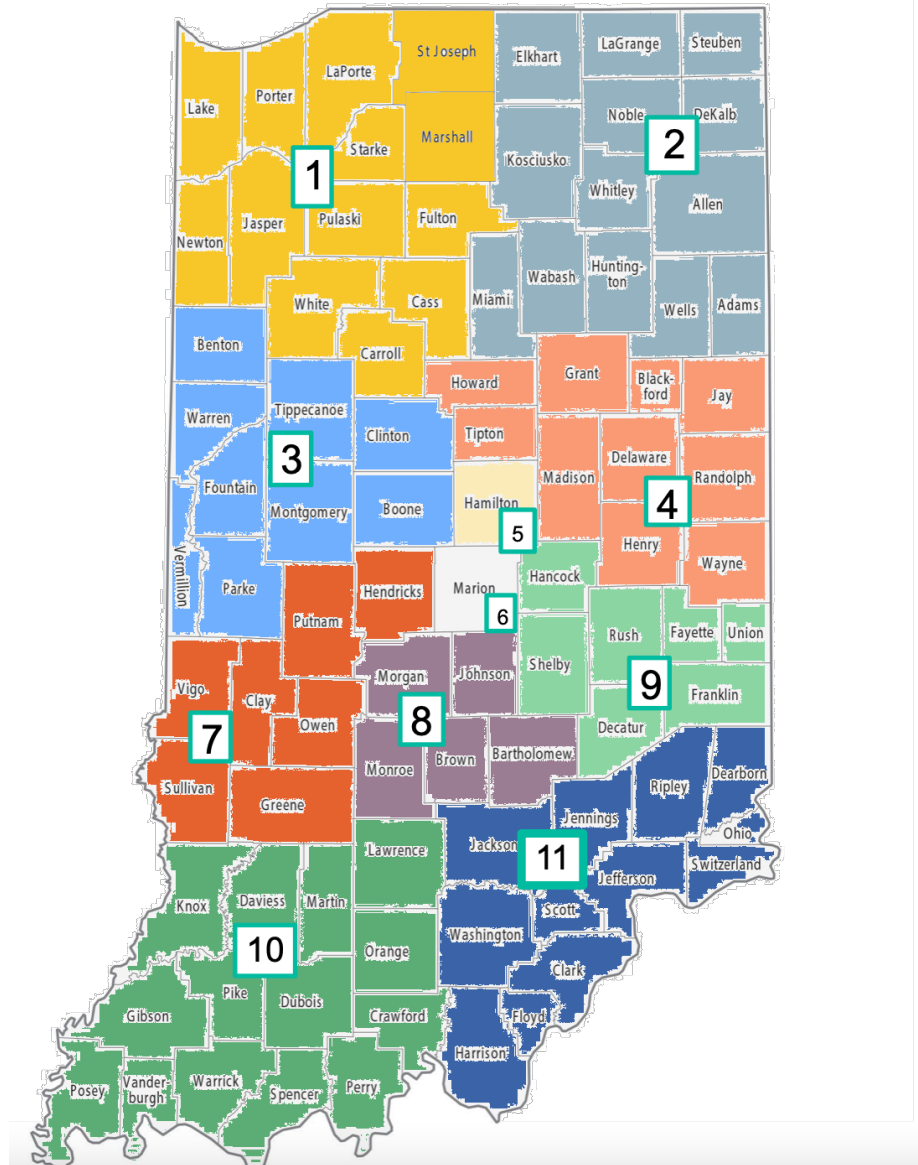 St Joseph
Elkhart
LaGrange
Steuben
LaPorte
Porter
Lake
Noble
DeKalb
Marshall
Starke
2
Kosciusko
1
Whitley
Allen
Jasper
Pulaski
Fulton
Newton
Wabash
Hunting-
ton
Miami
White
Cass
Wells
Adams
Benton
Carroll
Howard
Grant
Black-
ford
Jay
Warren
Tippecanoe
Clinton
Tipton
3
Delaware
Madison
Randolph
Fountain
Montgomery
Boone
Hamilton
4
5
Henry
Vermillion
Parke
Hendricks
Marion
Hancock
Wayne
6
Putnam
Rush
Fayette
Union
Shelby
Morgan
Johnson
9
Franklin
Vigo
Clay
Owen
8
Decatur
7
Monroe
Brown
Bartholomew
Sullivan
Greene
Ripley
Dearborn
Jennings
Ohio
Lawrence
Jackson
11
Switzerland
Jefferson
Knox
Daviess
Martin
Scott
10
Orange
Washington
Clark
Pike
Dubois
Gibson
Crawford
Floyd
Harrison
Posey
Vander-
burgh
Warrick
Spencer
Perry